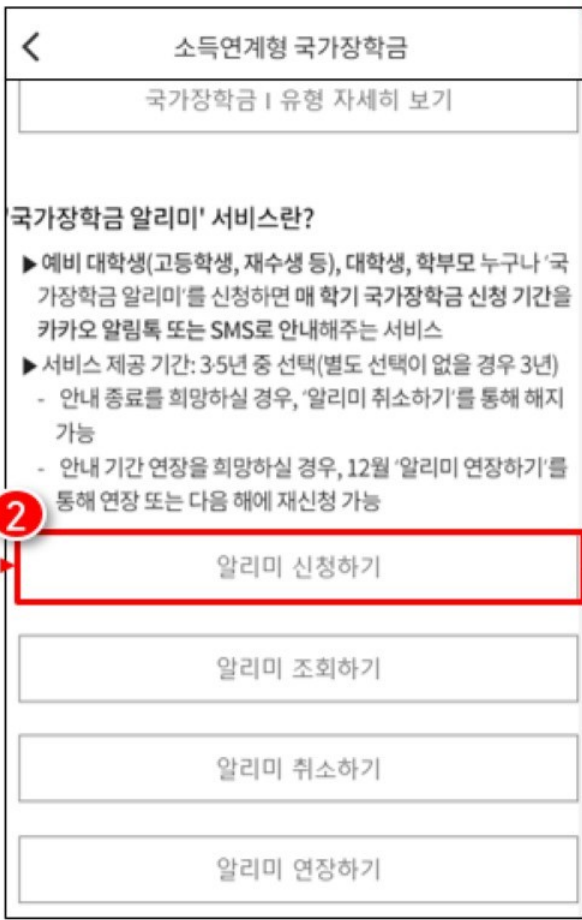 소득연계형 국가장학금
국가장학금 I 유형 자세히 보기
'국가장학금 알리미' 서비스란?
▶예비 대학생(고등학생, 재수생 등), 대학생, 학부모 누구나 '국
가장학금 알리미'를 신청하면 매 학기 국가장학금 신청 기간을
카카오 알림톡 또는 SMS로 안내해주는 서비스
▶서비스 제공 기간: 3·5년 중 선택(별도 선택이 없을 경우 3년)
- 안내 종료를 희망하실 경우, '알리미 취소하기'를 통해 해지
가능
- 안내 기간 연장을 희망하실 경우, 12월 '알리미 연장하기'를
통해 연장 또는 다음 해에 재신청 가능
2
알리미 신청하기
알리미 조회하기
알리미 취소하기
알리미 연장하기